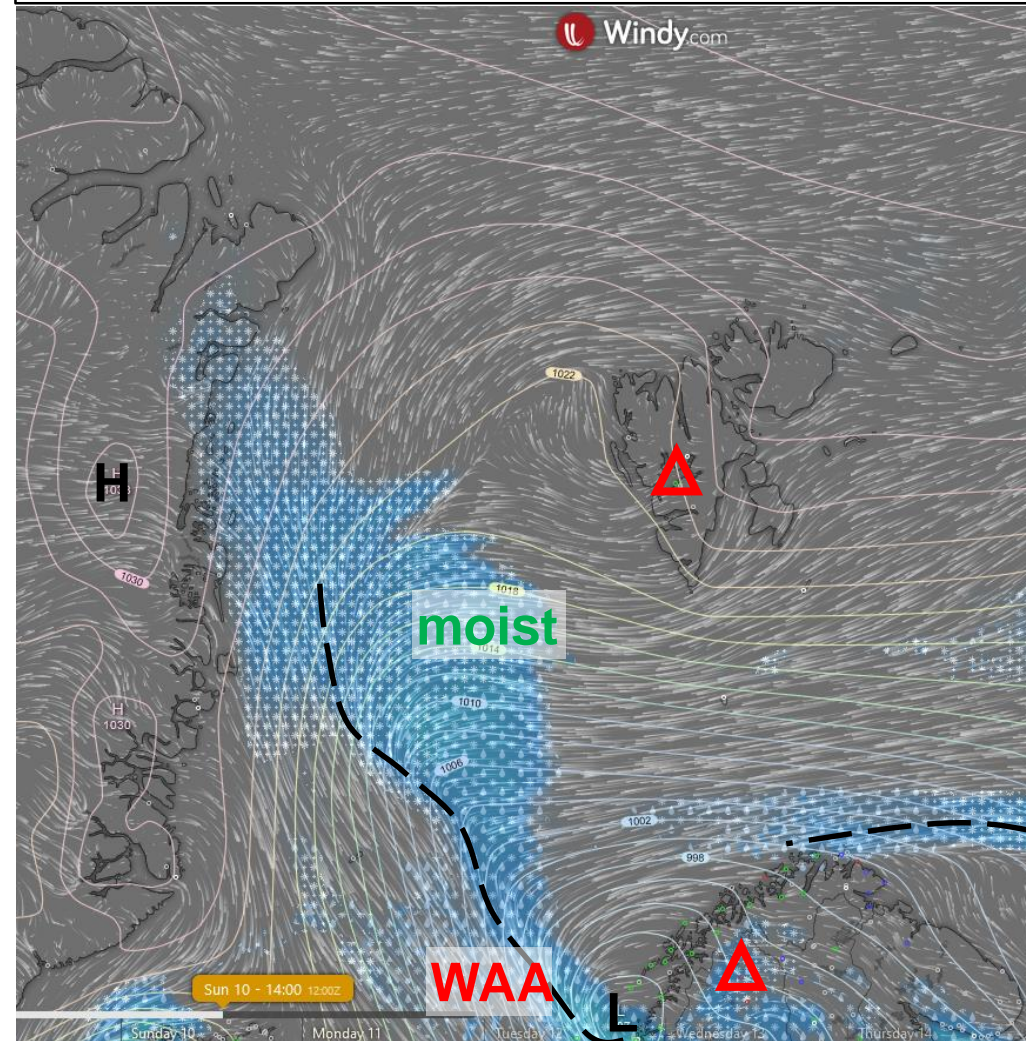 Windy.com
1022
H
H
1030
1018
moist
1014
H
1030
1010
1006
1002
998
WAA
Sun 10 - 14:00 12:00Z
L
Sunday 10
Monday 11
Tuesday 12
Wednesday 13
Thursday 14